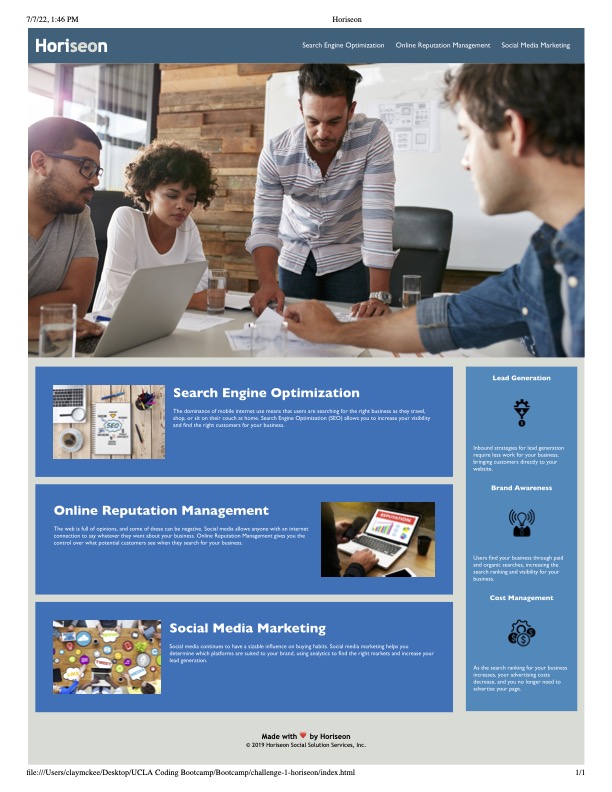 7/7/22, 1:46 PM
Horiseon
Horiseon
Search Engine Optimization
Online Reputation Management
Social Media Marketing
Search Engine Optimization
The dominance of mobile internet use means that users are searching for the right business as they travel,
shop, or sit on their couch at home. Search Engine Optimization (SEO) allows you to increase your visibility
and find the right customers for your business.
SEO
Online Reputation Management
The web is full of opinions, and some of these can be negative. Social media allows anyone with an internet
connection to say whatever they want about your business. Online Reputation Management gives you the
control over what potential customers see when they search for your business.
REPUTATION
Social Media Marketing
Social media continues to have a sizable influence on buying habits. Social media marketing helps you
determine which platforms are suited to your brand, using analytics to find the right markets and increase your
lead generation.
Lead Generation
Inbound strategies for lead generation
require less work for your business,
bringing customers directly to your
website.
Brand Awareness
Users find your business through paid
and organic searches, increasing the
search ranking and visibility for your
business.
Cost Management
As the search ranking for your business
increases, your advertising costs
decrease, and you no longer need to
advertise your page.
Made with ❤️ by Horiseon
© 2019 Horiseon Social Solution Services, Inc.
file:///Users/claymckee/Desktop/UCLA Coding Bootcamp/Bootcamp/challenge-1-horiseon/index.html
1/1